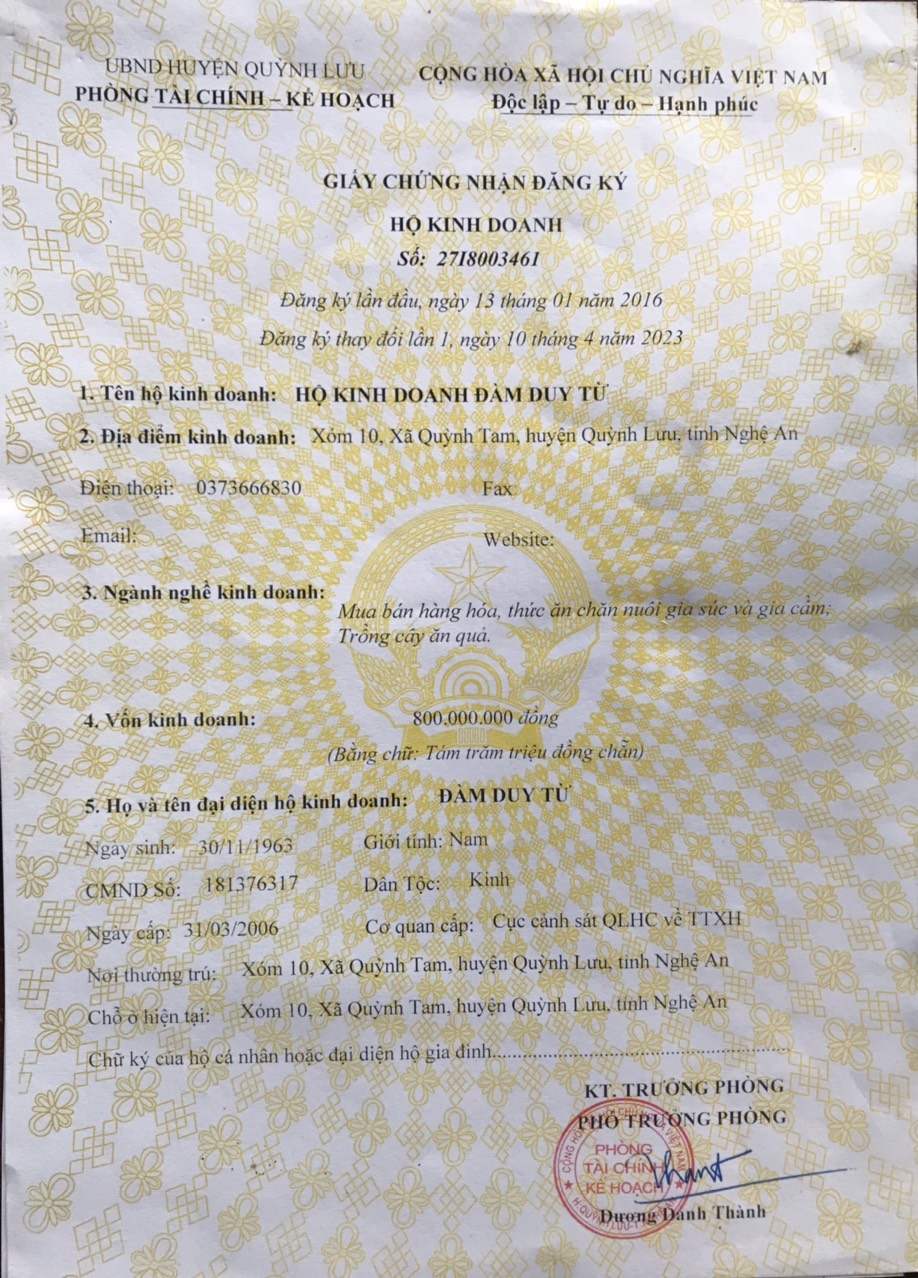 UBND HUYỆN QUỲNH LƯU
PHÒNG TÀI CHÍNH – KẾ HOẠCH
CỘNG HÒA XÃ HỘI CHỦ NGHĨA VIỆT NAM
Độc lập – Tự do – Hạnh phúc
GIẤY CHỨNG NHẬN ĐĂNG KÝ
HỘ KINH DOANH
Số: 27I8003461
Đăng ký lần đầu, ngày 13 tháng 01 năm 2016
Đăng ký thay đổi lần 1, ngày 10 tháng 4 năm 2023
1. Tên hộ kinh doanh: HỘ KINH DOANH ĐÀM DUY TỪ
2. Địa điểm kinh doanh: Xóm 10, Xã Quỳnh Tam, huyện Quỳnh Lưu, tỉnh Nghệ An
Điện thoại: 0373666830 Fax
Email: Website:
3. Ngành nghề kinh doanh:
Mua bán hàng hóa, thức ăn chăn nuôi gia súc và gia cầm;
Trồng cây ăn quả.
4. Vốn kinh doanh: 800.000.000 đồng
(Bằng chữ: Tám trăm triệu đồng chẵn)
5. Họ và tên đại diện hộ kinh doanh: ĐÀM DUY TỪ
Ngày sinh: 30/11/1963 Giới tính: Nam
CMND Số: 181376317 Dân Tộc: Kinh
Ngày cấp: 31/03/2006 Cơ quan cấp: Cục cảnh sát QLHC về TTXH
Nơi thường trú: Xóm 10, Xã Quỳnh Tam, huyện Quỳnh Lưu, tỉnh Nghệ An
Chỗ ở hiện tại: Xóm 10, Xã Quỳnh Tam, huyện Quỳnh Lưu, tỉnh Nghệ An
Chữ ký của hộ cá nhân hoặc đại diện hộ gia đình..........................................................
KT. TRƯỞNG PHÒNG
PHÓ TRƯỞNG PHÒNG
PHÒNG
TÀI CHÍNH
KẾ HOẠCH
Dương Danh Thành